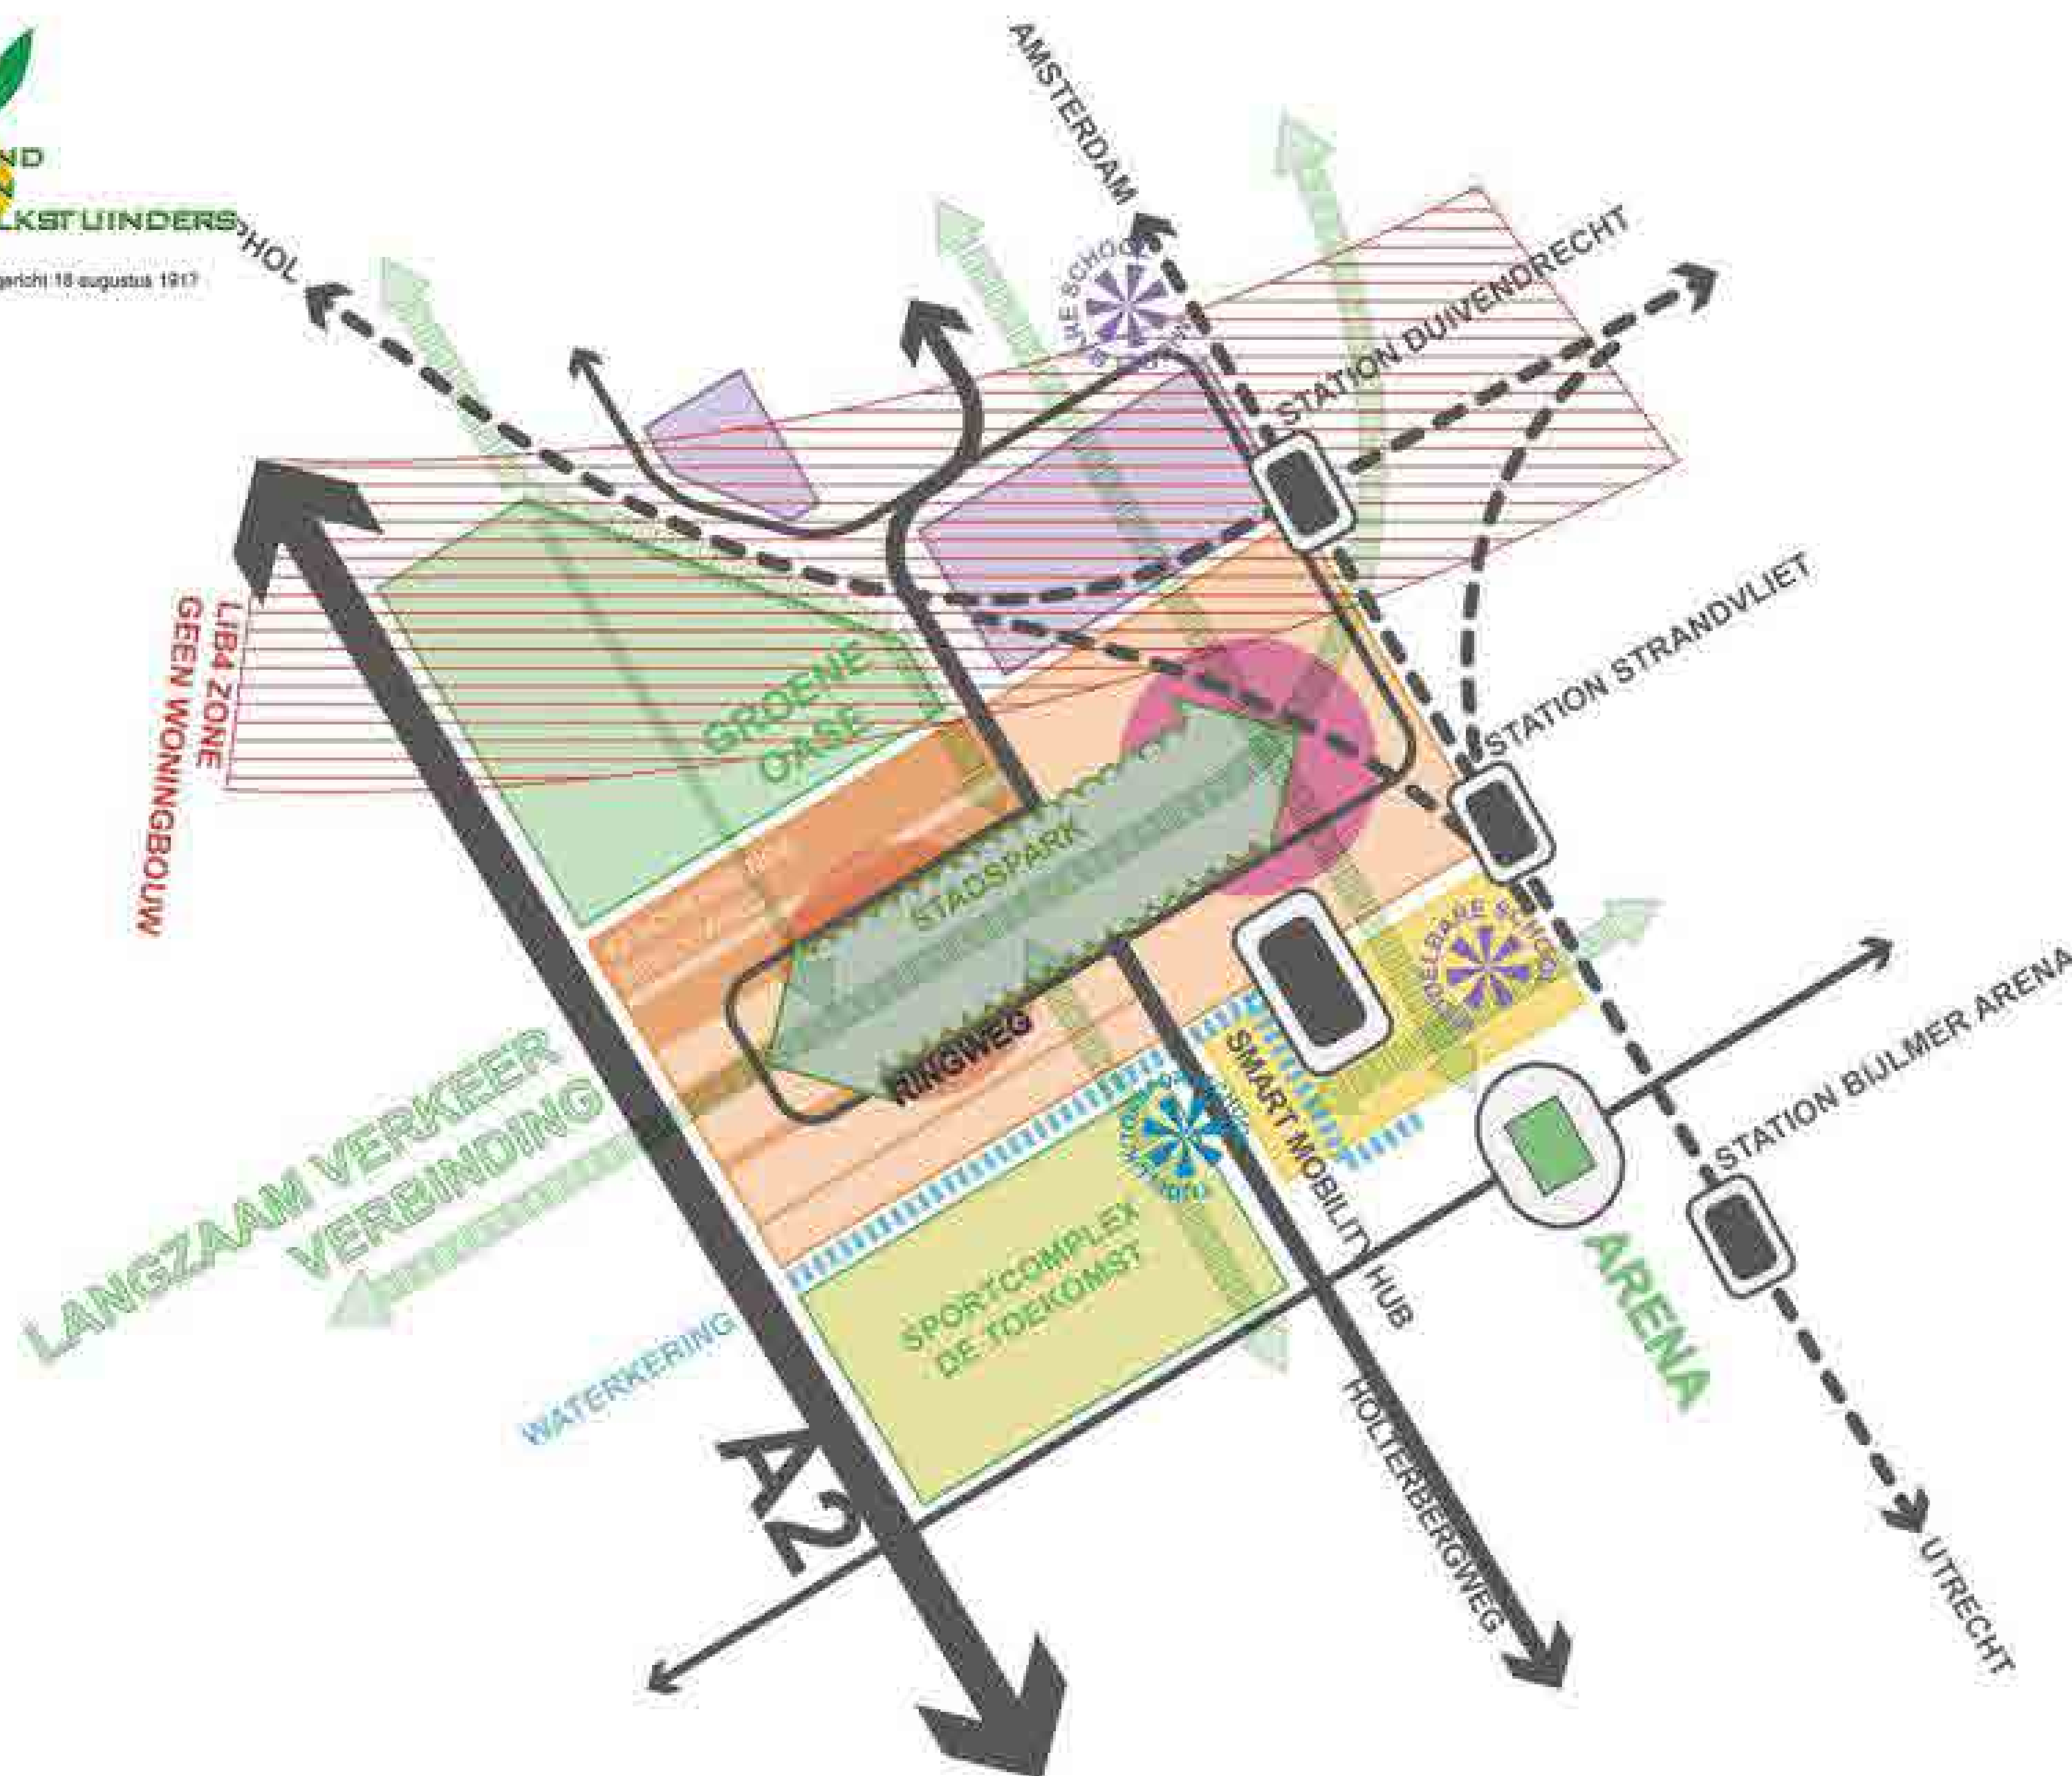 ND
LKSTUINDERS
gericht 18 augustus 1917
PHOL
AMSTERDAM
STATION DUIVENDRECHT
STATION STRANDVLIET
STATION BIJLMER ARENA
LIB4 ZONE
GEEN WONINGBOUW
GROENE
OASE
STADSPARK
RINGWEG
LANGZAAM VERKEER
VERBINDING
WATERKERING
SPORTCOMPLEX
DE TOEKOMST
SMART MOBILITY HUB
ARENA
A2
HOLTERBERGWEG
UTRECHT